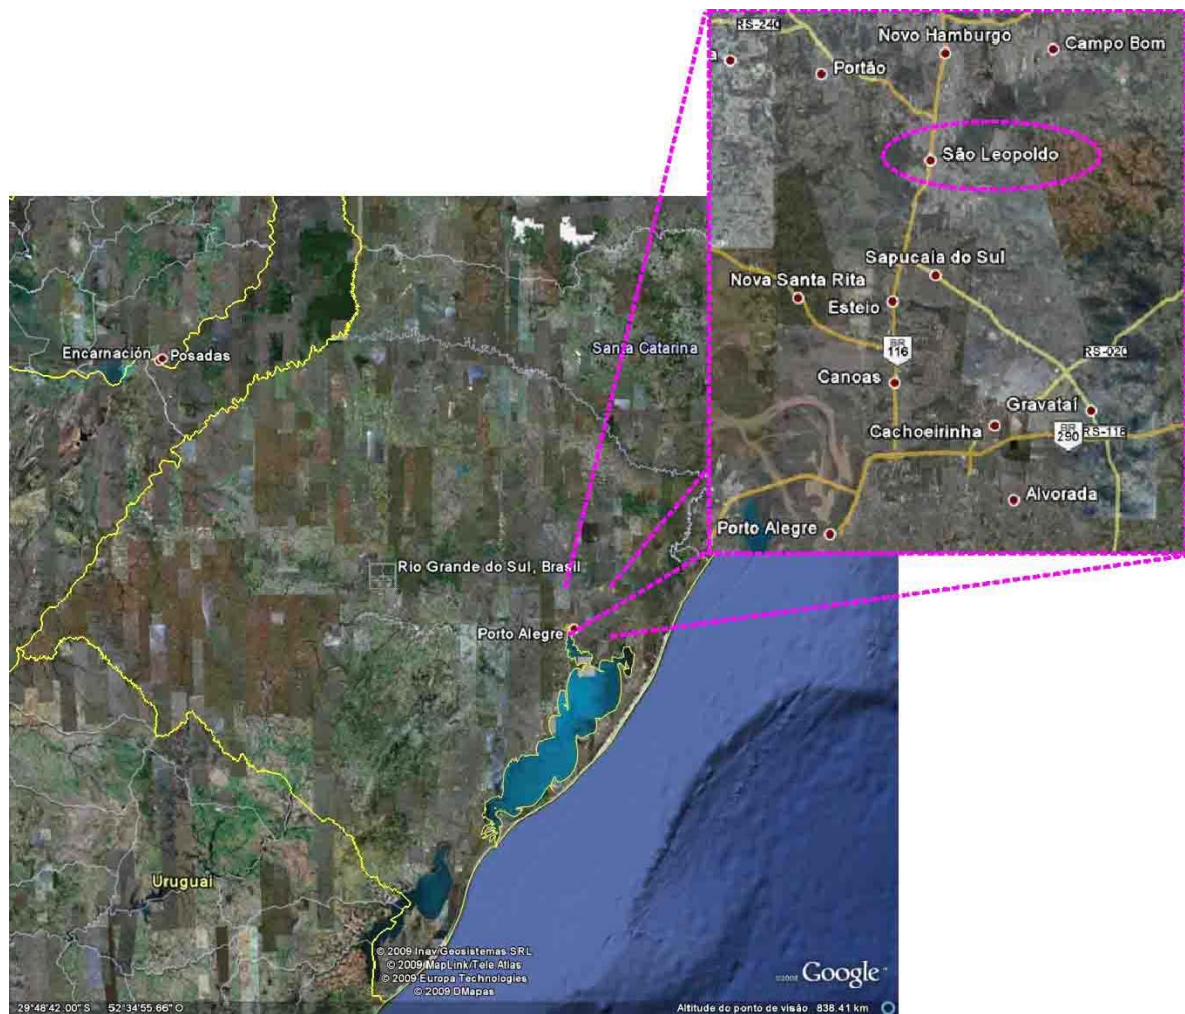 RS-240
Novo Hamburgo
Campo Bom
a
Portão
São Leopoldo
Sapucaia do Sul
Nova Santa Rita
Esteio
BR
116
RS-020
Canoas
Gravataí
Cachoeirinha
BR
290
RS-118
Alvorada
Porto Alegre
Santa Catarina
Encarnación
Posadas
Rio Grande do Sul, Brasil
Porto Alegre
Uruguai
© 2009 Inav/Geosistemas SRL
© 2009 MapLink/Tele Atlas
© 2009 Europa Technologies
© 2009 DMapas
©2008 Google™
29°48'42.00" S 52°34'55.66" O
Altitude do ponto de visão 838.41 km